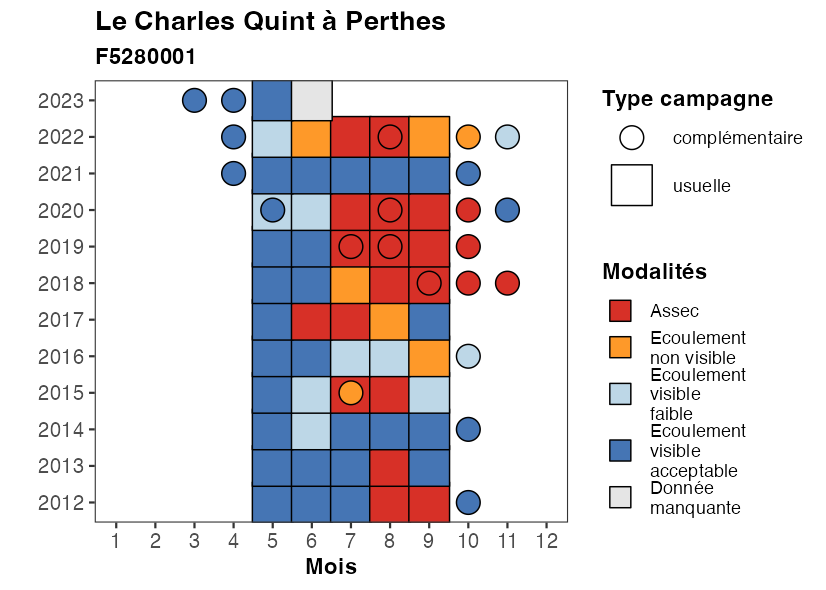 Le Charles Quint à Perthes
F5280001
2023
2022
2021
2020
2019
2018
2017
2016
2015
2014
2013
2012
1 2 3 4 5 6 7 8 9 10 11 12
Mois
Type campagne
complémentaire
usuelle
Modalités
Assec
Ecoulement
non visible
Ecoulement
visible
faible
Ecoulement
visible
acceptable
Donnée
manquante